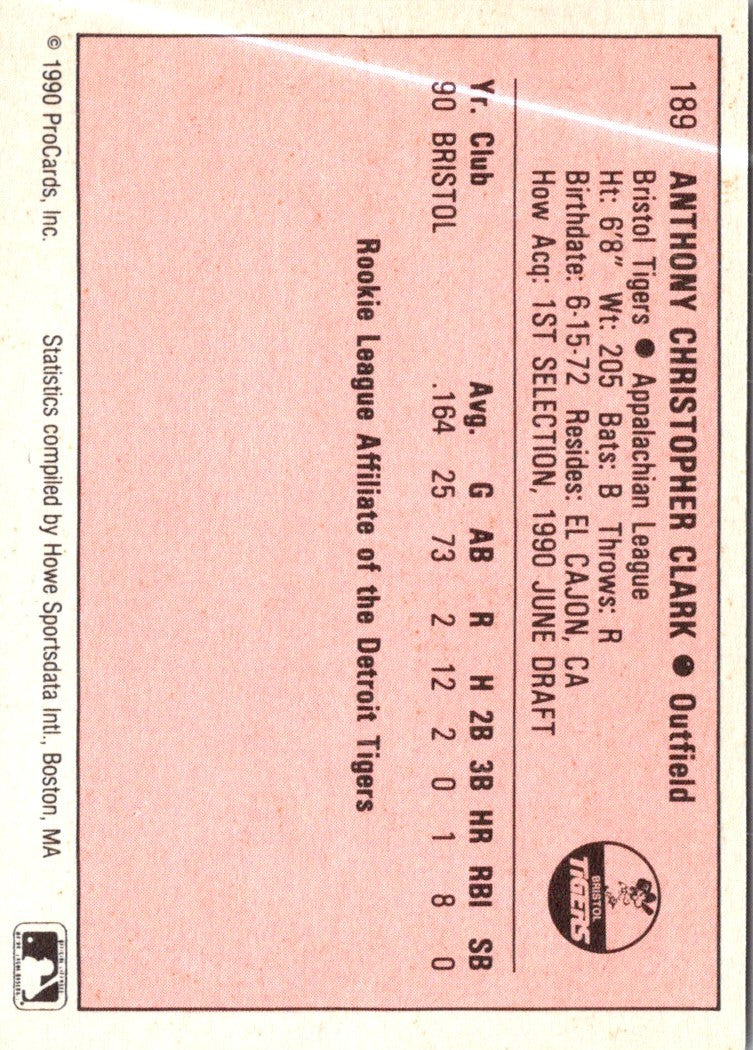 189 ANTHONY CHRISTOPHER CLARK ● Outfield
Bristol Tigers ● Appalachian League
Ht: 6'8" Wt: 205 Bats: B Throws: R
Birthdate: 6-15-72 Resides: EL CAJON, CA
How Acq: 1ST SELECTION, 1990 JUNE DRAFT
BRISTOL
TIGERS
Yr. Club Avg. G AB R H 2B 3B HR RBI SB
90 BRISTOL .164 25 73 2 12 2 0 1 8 0
Rookie League Affiliate of the Detroit Tigers
© 1990 ProCards, Inc. Statistics compiled by Howe Sportsdata Intl., Boston, MA